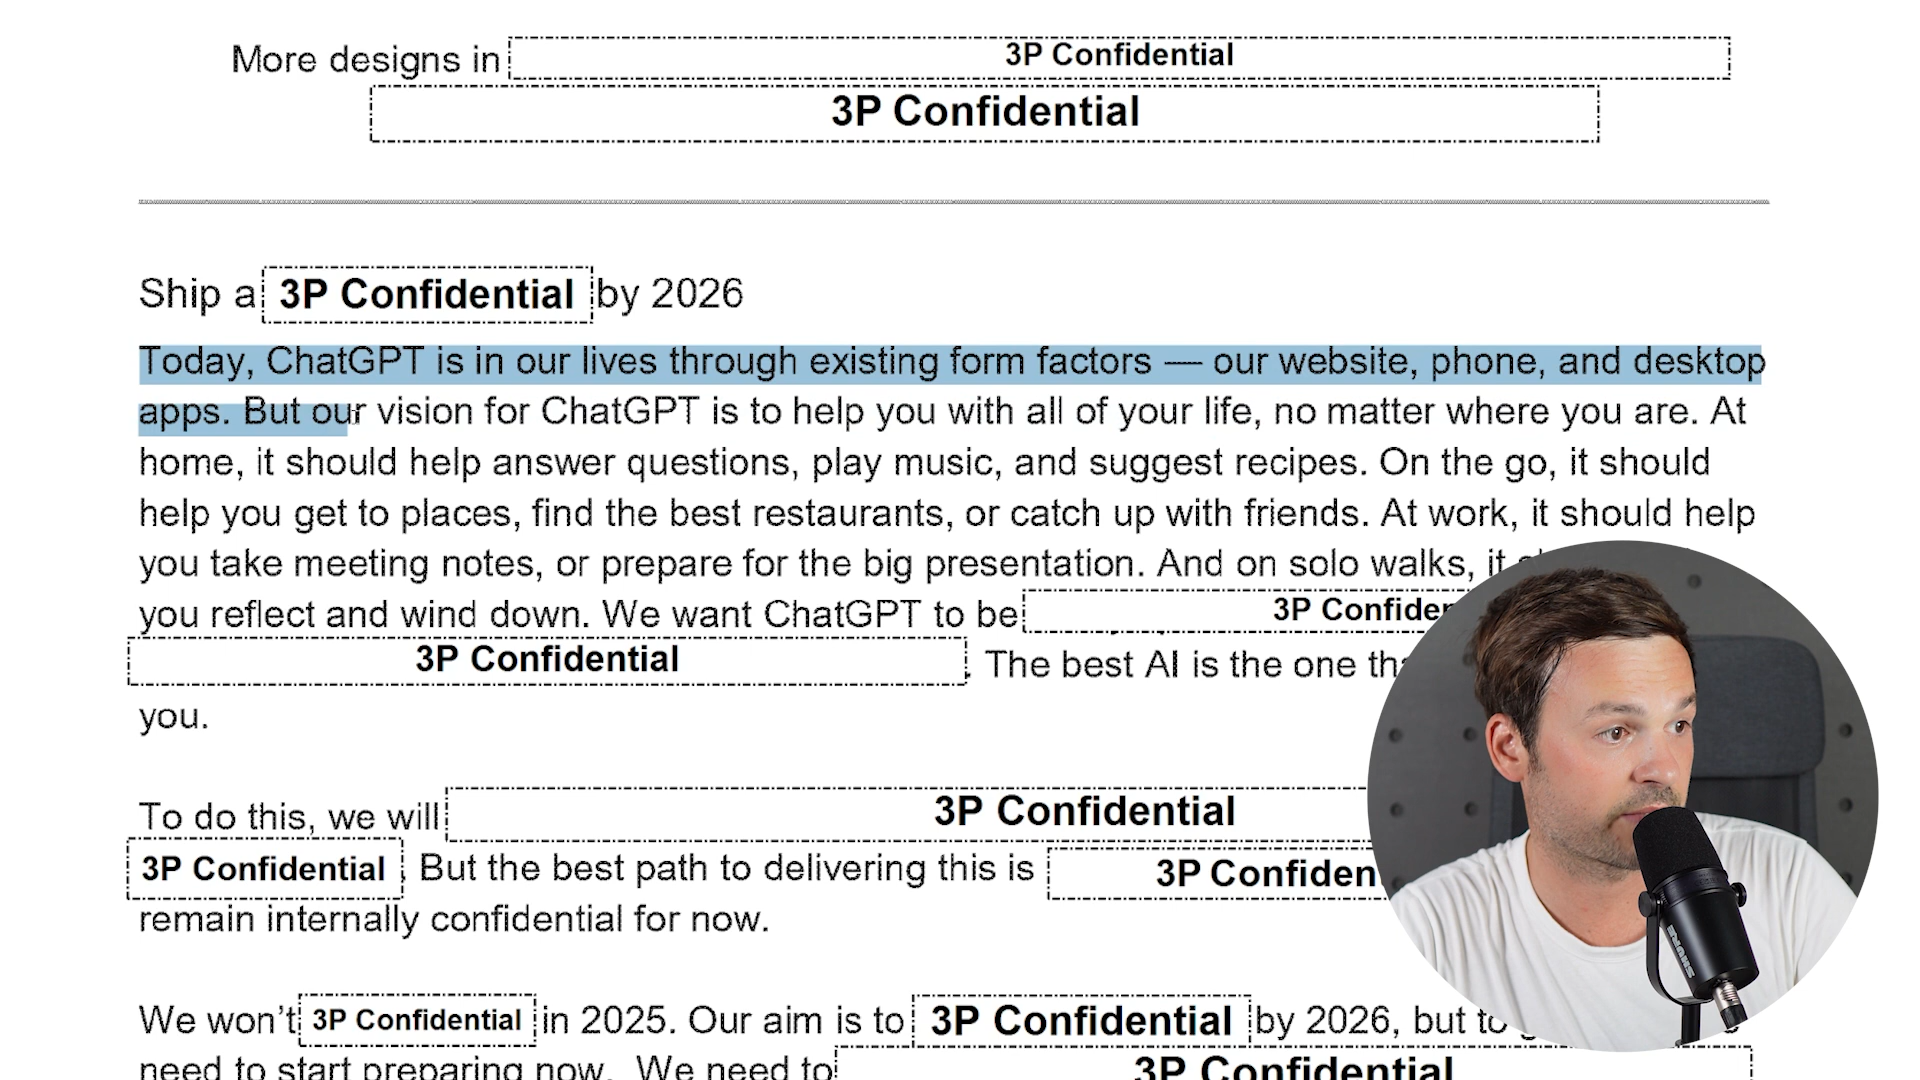 More designs in 3P Confidential
3P Confidential
Ship a 3P Confidential by 2026
Today, ChatGPT is in our lives through existing form factors — our website, phone, and desktop
apps. But our vision for ChatGPT is to help you with all of your life, no matter where you are. At
home, it should help answer questions, play music, and suggest recipes. On the go, it should
help you get to places, find the best restaurants, or catch up with friends. At work, it should help
you take meeting notes, or prepare for the big presentation. And on solo walks, it
you reflect and wind down. We want ChatGPT to be 3P Confiden
3P Confidential . The best AI is the one
you.
To do this, we will 3P Confidential
3P Confidential . But the best path to delivering this is 3P Confiden
remain internally confidential for now.
We won't 3P Confidential in 2025. Our aim is to 3P Confidential by 2026, but to
need to start preparing now. We need to 3P Confidential
SHURE